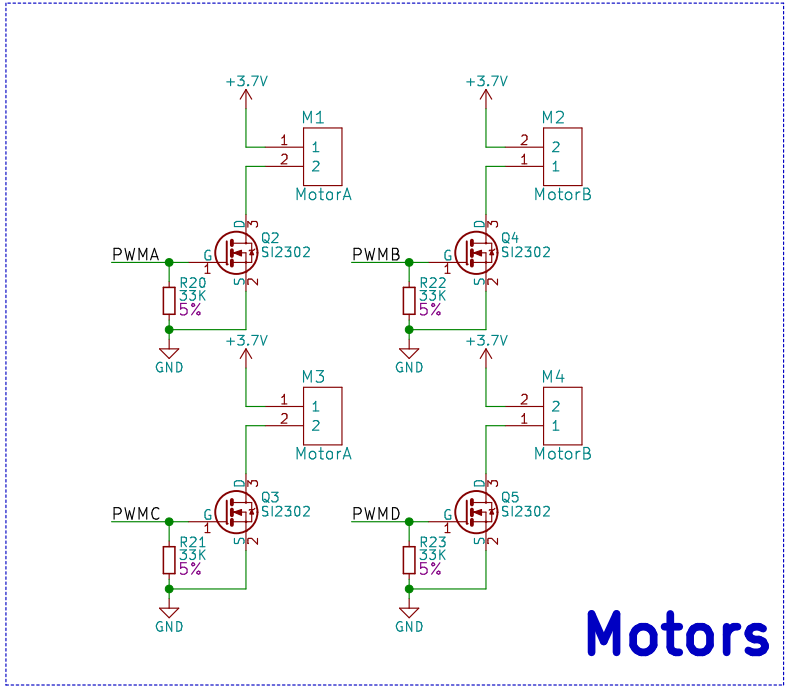 +3.7V
M1
1 1
2 2
MotorA
D 3
Q2
SI2302
PWMA
G
1
S 2
R20
33K
5%
GND
+3.7V
M2
2 2
1 1
MotorB
D 3
Q4
SI2302
PWMB
G
1
S 2
R22
33K
5%
GND
+3.7V
M3
1 1
2 2
MotorA
D 3
Q3
SI2302
PWMC
G
1
S 2
R21
33K
5%
GND
+3.7V
M4
2 2
1 1
MotorB
D 3
Q5
SI2302
PWMD
G
1
S 2
R23
33K
5%
GND
Motors